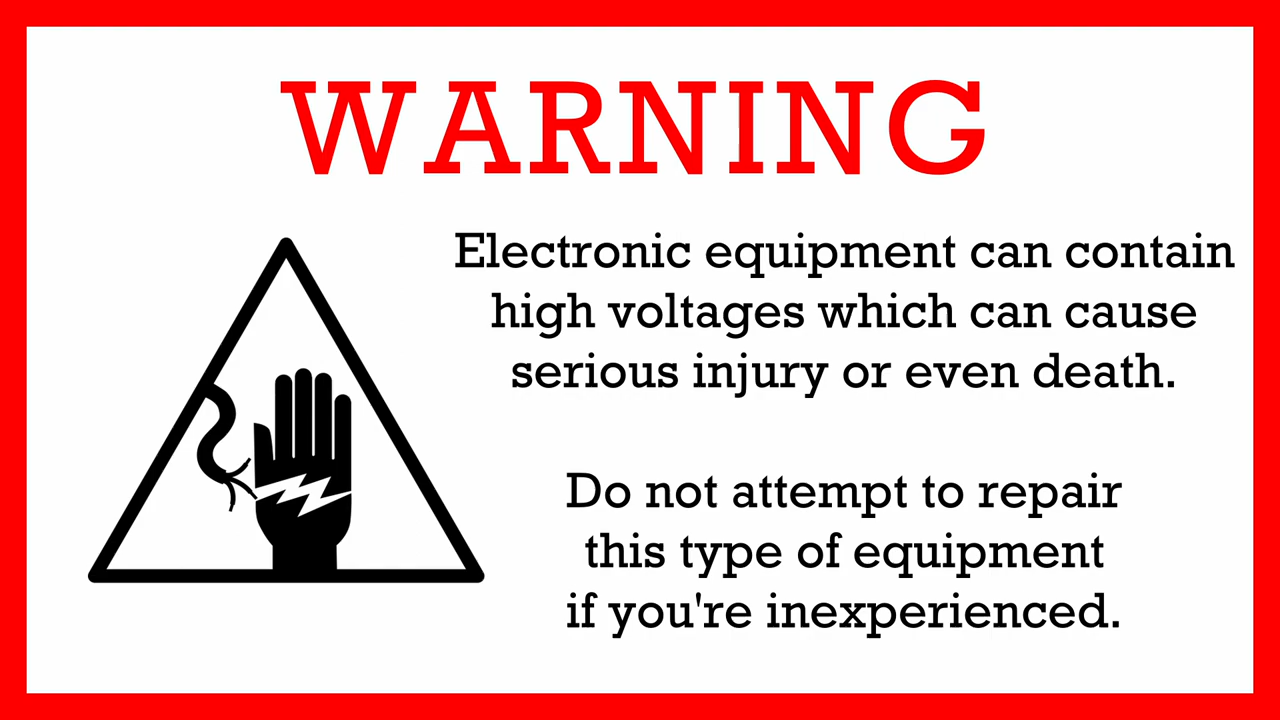 WARNING
Electronic equipment can contain
high voltages which can cause
serious injury or even death.
Do not attempt to repair
this type of equipment
if you're inexperienced.